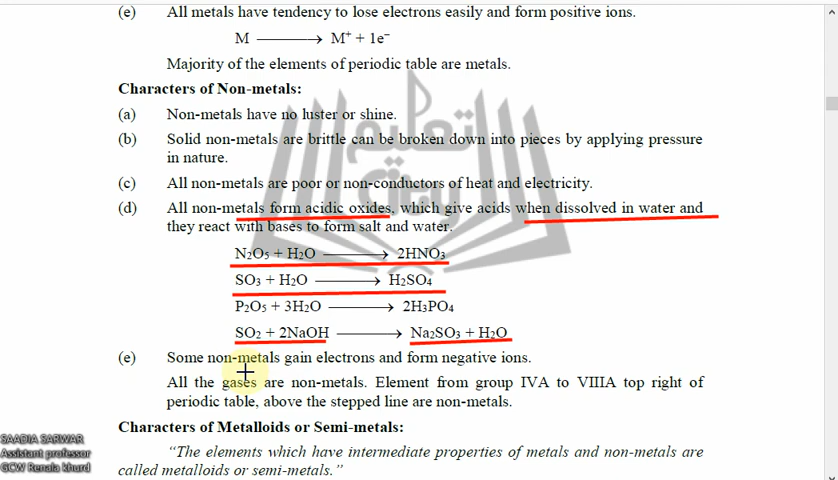 (e) All metals have tendency to lose electrons easily and form positive ions.
M ⟶ M⁺ + 1e⁻
Majority of the elements of periodic table are metals.
Characters of Non-metals:
(a) Non-metals have no luster or shine.
(b) Solid non-metals are brittle can be broken down into pieces by applying pressure
in nature.
(c) All non-metals are poor or non-conductors of heat and electricity.
(d) All non-metals form acidic oxides, which give acids when dissolved in water and
they react with bases to form salt and water.
N₂O₅ + H₂O ⟶ 2HNO₃
SO₃ + H₂O ⟶ H₂SO₄
P₂O₅ + 3H₂O ⟶ 2H₃PO₄
SO₂ + 2NaOH ⟶ Na₂SO₃ + H₂O
(e) Some non-metals gain electrons and form negative ions.
All the gases are non-metals. Element from group IVA to VIIIA top right of
periodic table, above the stepped line are non-metals.
Characters of Metalloids or Semi-metals:
“The elements which have intermediate properties of metals and non-metals are
called metalloids or semi-metals.”
SAADIA SARWAR
Assistant professor
GCW Renala khurd
تعلیم
City